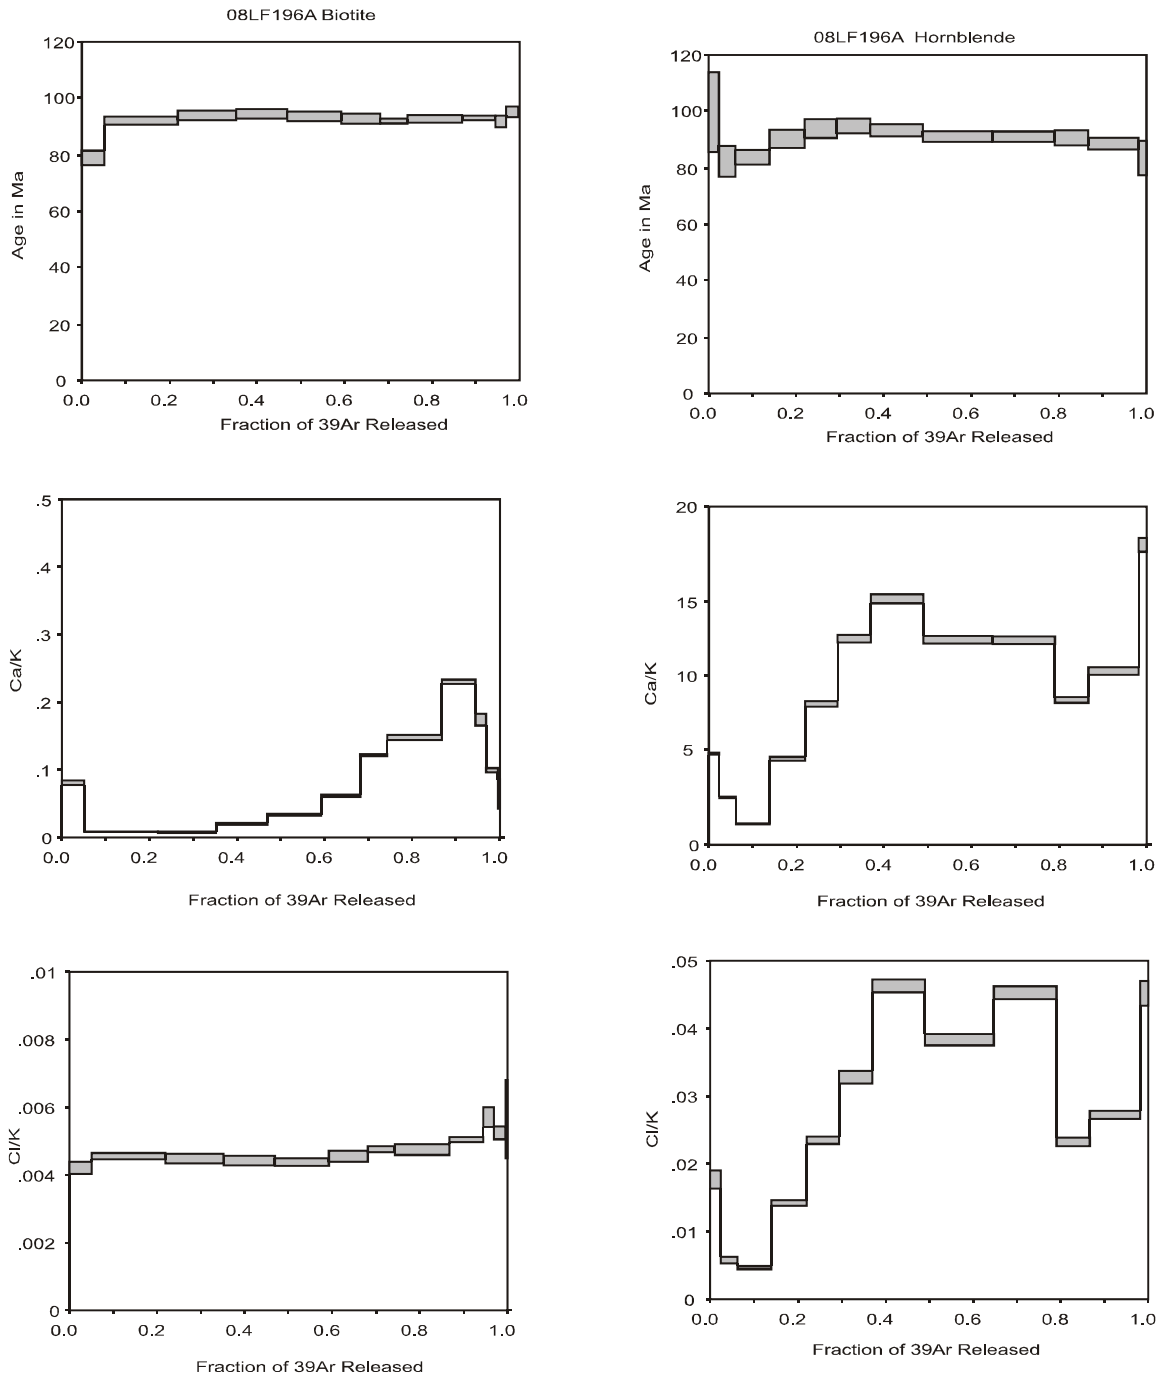 08LF196A Biotite
120
100
80
60
40
20
0
Age in Ma
0.0 0.2 0.4 0.6 0.8 1.0
Fraction of 39Ar Released
08LF196A Hornblende
120
100
80
60
40
20
0
Age in Ma
0.0 0.2 0.4 0.6 0.8 1.0
Fraction of 39Ar Released
.5
.4
.3
.2
.1
0
Ca/K
0.0 0.2 0.4 0.6 0.8 1.0
Fraction of 39Ar Released
20
15
10
5
0
Ca/K
0.0 0.2 0.4 0.6 0.8 1.0
Fraction of 39Ar Released
.01
.008
.006
.004
.002
0
Cl/K
0.0 0.2 0.4 0.6 0.8 1.0
Fraction of 39Ar Released
.05
.04
.03
.02
.01
0
Cl/K
0.0 0.2 0.4 0.6 0.8 1.0
Fraction of 39Ar Released